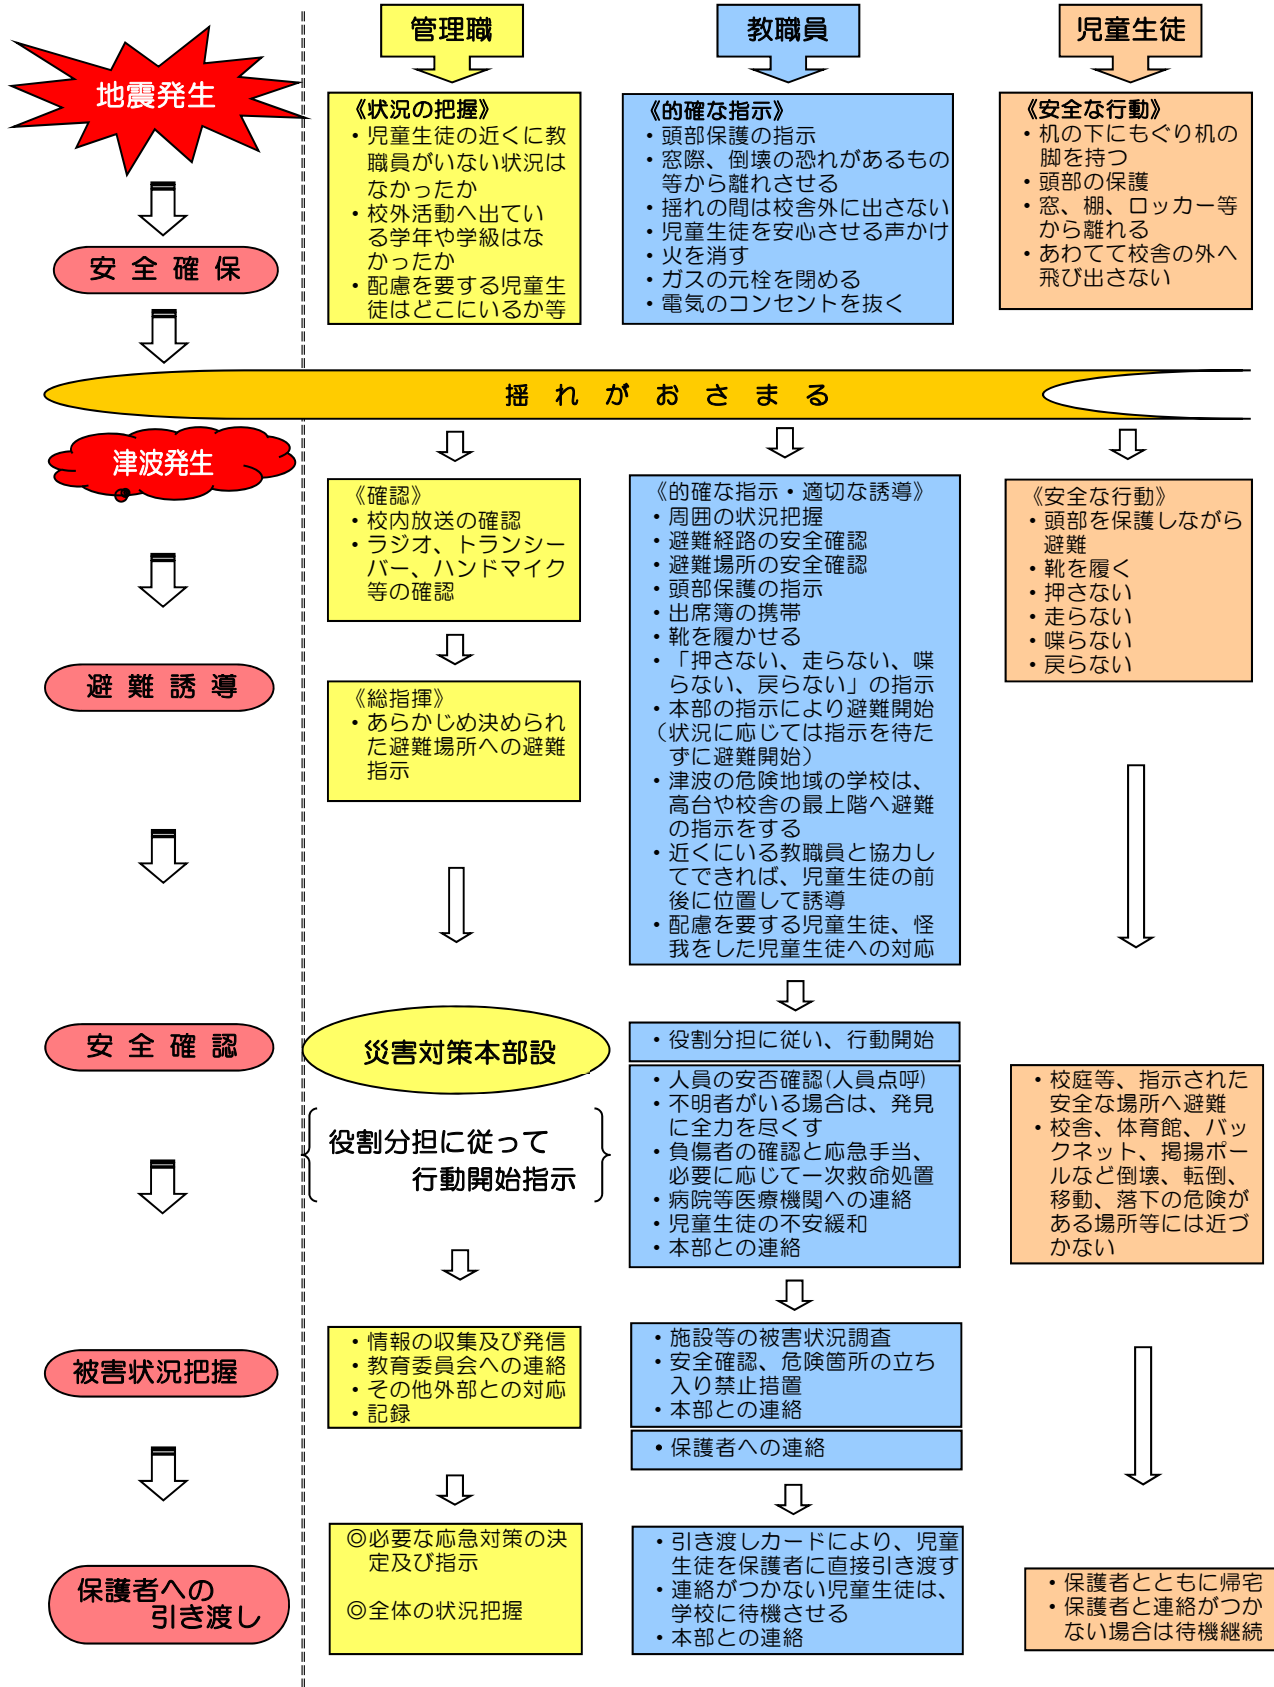 管理職
教職員
児童生徒
地震発生
安全確保
《状況の把握》
・児童生徒の近くに教
職員がいない状況は
なかったか
・校外活動へ出てい
る学年や学級はな
かったか
・配慮を要する児童生
徒はどこにいるか等
《的確な指示》
・頭部保護の指示
・窓際、倒壊の恐れがあるもの
等から離れさせる
・揺れの間は校舎外に出さない
・児童生徒を安心させる声かけ
・火を消す
・ガスの元栓を閉める
・電気のコンセントを抜く
《安全な行動》
・机の下にもぐり机の
脚を持つ
・頭部の保護
・窓、棚、ロッカー等
から離れる
・あわてて校舎の外へ
飛び出さない
揺れがおさまる
津波発生
避難誘導
《確認》
・校内放送の確認
・ラジオ、トランシー
バー、ハンドマイク
等の確認
《総指揮》
・あらかじめ決められ
た避難場所への避難
指示
《的確な指示・適切な誘導》
・周囲の状況把握
・避難経路の安全確認
・避難場所の安全確認
・頭部保護の指示
・出席簿の携帯
・靴を履かせる
・「押さない、走らない、喋
らない、戻らない」の指示
・本部の指示により避難開始
(状況に応じては指示を待た
ずに避難開始)
・津波の危険地域の学校は、
高台や校舎の最上階へ避難
の指示をする
・近くにいる教職員と協力し
てできれば、児童生徒の前
後に位置して誘導
・配慮を要する児童生徒、怪
我をした児童生徒への対応
《安全な行動》
・頭部を保護しながら
避難
・靴を履く
・押さない
・走らない
・喋らない
・戻らない
安全確認
災害対策本部設
役割分担に従って
行動開始指示
・役割分担に従い、行動開始
・人員の安否確認(人員点呼)
・不明者がいる場合は、発見
に全力を尽くす
・負傷者の確認と応急手当、
必要に応じて一次救命処置
・病院等医療機関への連絡
・児童生徒の不安緩和
・本部との連絡
・校庭等、指示された
安全な場所へ避難
・校舎、体育館、バッ
クネット、掲揚ポー
ルなど倒壊、転倒、
移動、落下の危険が
ある場所等には近づ
かない
被害状況把握
・情報の収集及び発信
・教育委員会への連絡
・その他外部との対応
・記録
・施設等の被害状況調査
・安全確認、危険箇所の立ち
入り禁止措置
・本部との連絡
・保護者への連絡
保護者への
引き渡し
◎必要な応急対策の決
定及び指示
◎全体の状況把握
・引き渡しカードにより、児童
生徒を保護者に直接引き渡す
・連絡がつかない児童生徒は、
学校に待機させる
・本部との連絡
・保護者とともに帰宅
・保護者と連絡がつか
ない場合は待機継続